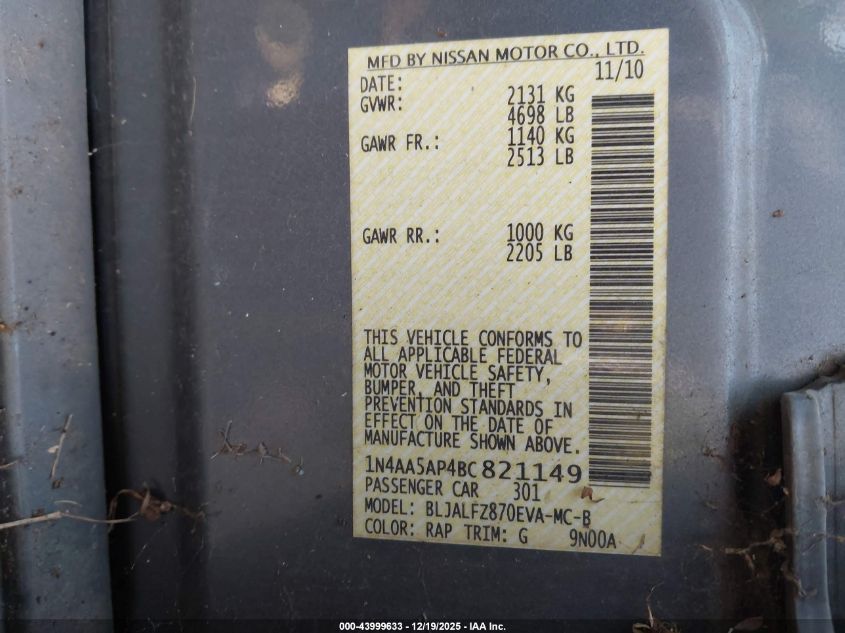 MFD BY NISSAN MOTOR CO., LTD.
DATE: 11/10
GVWR: 2131 KG
4698 LB
GAWR FR.: 1140 KG
2513 LB
GAWR RR.: 1000 KG
2205 LB
THIS VEHICLE CONFORMS TO
ALL APPLICABLE FEDERAL
MOTOR VEHICLE SAFETY,
BUMPER, AND THEFT
PREVENTION STANDARDS IN
EFFECT ON THE DATE OF
MANUFACTURE SHOWN ABOVE.
1N4AA5AP4BC821149
PASSENGER CAR 301
MODEL: BLJALFZ870EVA-MC-B
COLOR: RAP TRIM: G 9N00A
000-43999633 - 12/19/2025 - IAA Inc.